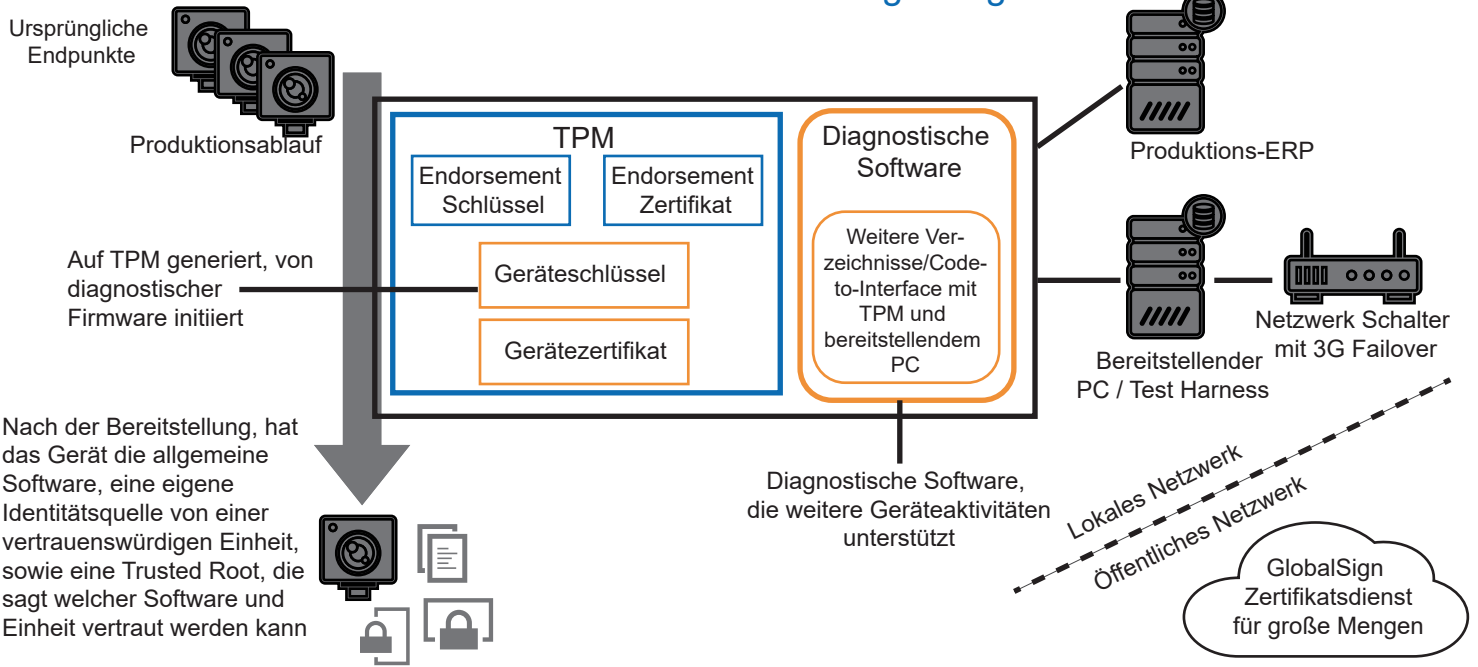 Ursprüngliche
Endpunkte
Produktionsablauf
TPM
Endorsement
Schlüssel
Endorsement
Zertifikat
Geräteschlüssel
Gerätezertifikat
Diagnostische
Software
Weitere Ver-
zeichnisse/Code-
to-Interface mit
TPM und
bereitstellendem
PC
Produktions-ERP
Auf TPM generiert, von
diagnostischer
Firmware initiiert
Bereitstellender
PC / Test Harness
Netzwerk Schalter
mit 3G Failover
Nach der Bereitstellung, hat
das Gerät die allgemeine
Software, eine eigene
Identitätsquelle von einer
vertrauenswürdigen Einheit,
sowie eine Trusted Root, die
sagt welcher Software und
Einheit vertraut werden kann
Diagnostische Software,
die weitere Geräteaktivitäten
unterstützt
Lokales Netzwerk
Öffentliches Netzwerk
GlobalSign
Zertifikatsdienst
für große Mengen